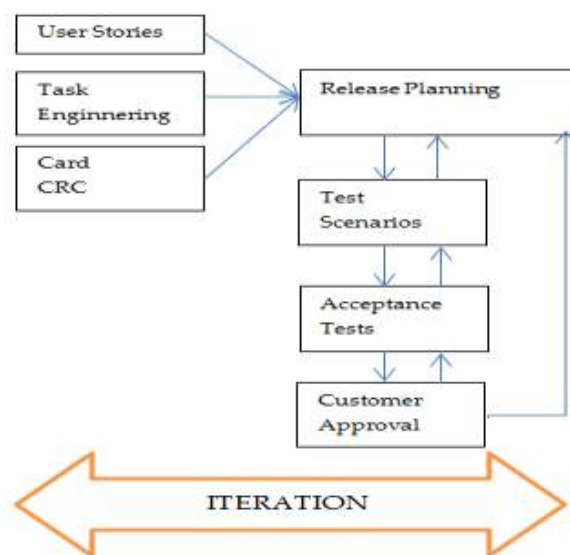 User Stories
Task
Enginnering
Card
CRC
Release Planning
Test
Scenarios
Acceptance
Tests
Customer
Approval
ITERATION